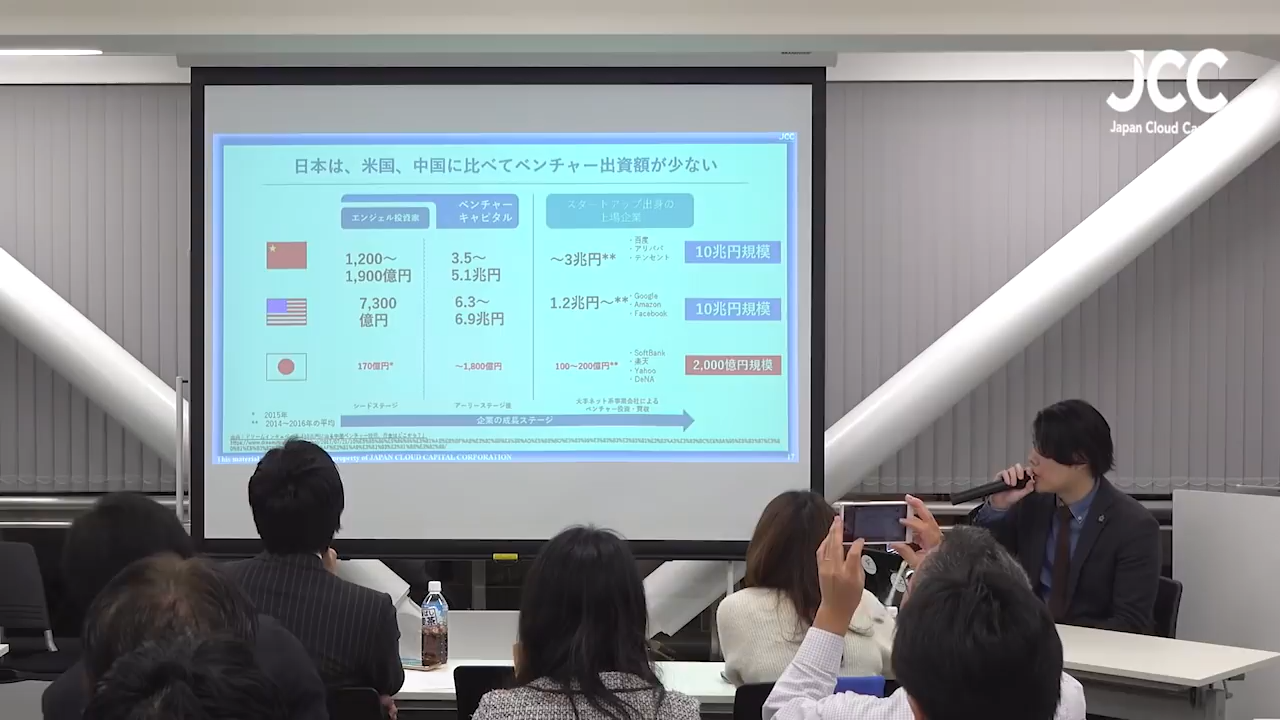 JCC
Japan Cloud Ca
JCC
日本は、米国、中国に比べてベンチャー出資額が少ない
エンジェル投資家
ベンチャー
キャピタル
スタートアップ出身の
上場企業
1,200〜
1,900億円
3.5〜
5.1兆円
〜3兆円**
・百度
・アリババ
・テンセント
10兆円規模
7,300
億円
6.3〜
6.9兆円
1.2兆円〜**
・Google
・Amazon
・Facebook
10兆円規模
170億円*
〜1,800億円
100〜200億円**
・SoftBank
・楽天
・Yahoo
・DeNA
2,000億円規模
シードステージ
アーリーステージ後
大手ネット系事業会社による
ベンチャー投資・買収
企業の成長ステージ
* 2015年
** 2014〜2016年の平均
This material
property of JAPAN CLOUD CAPITAL CORPORATION
17